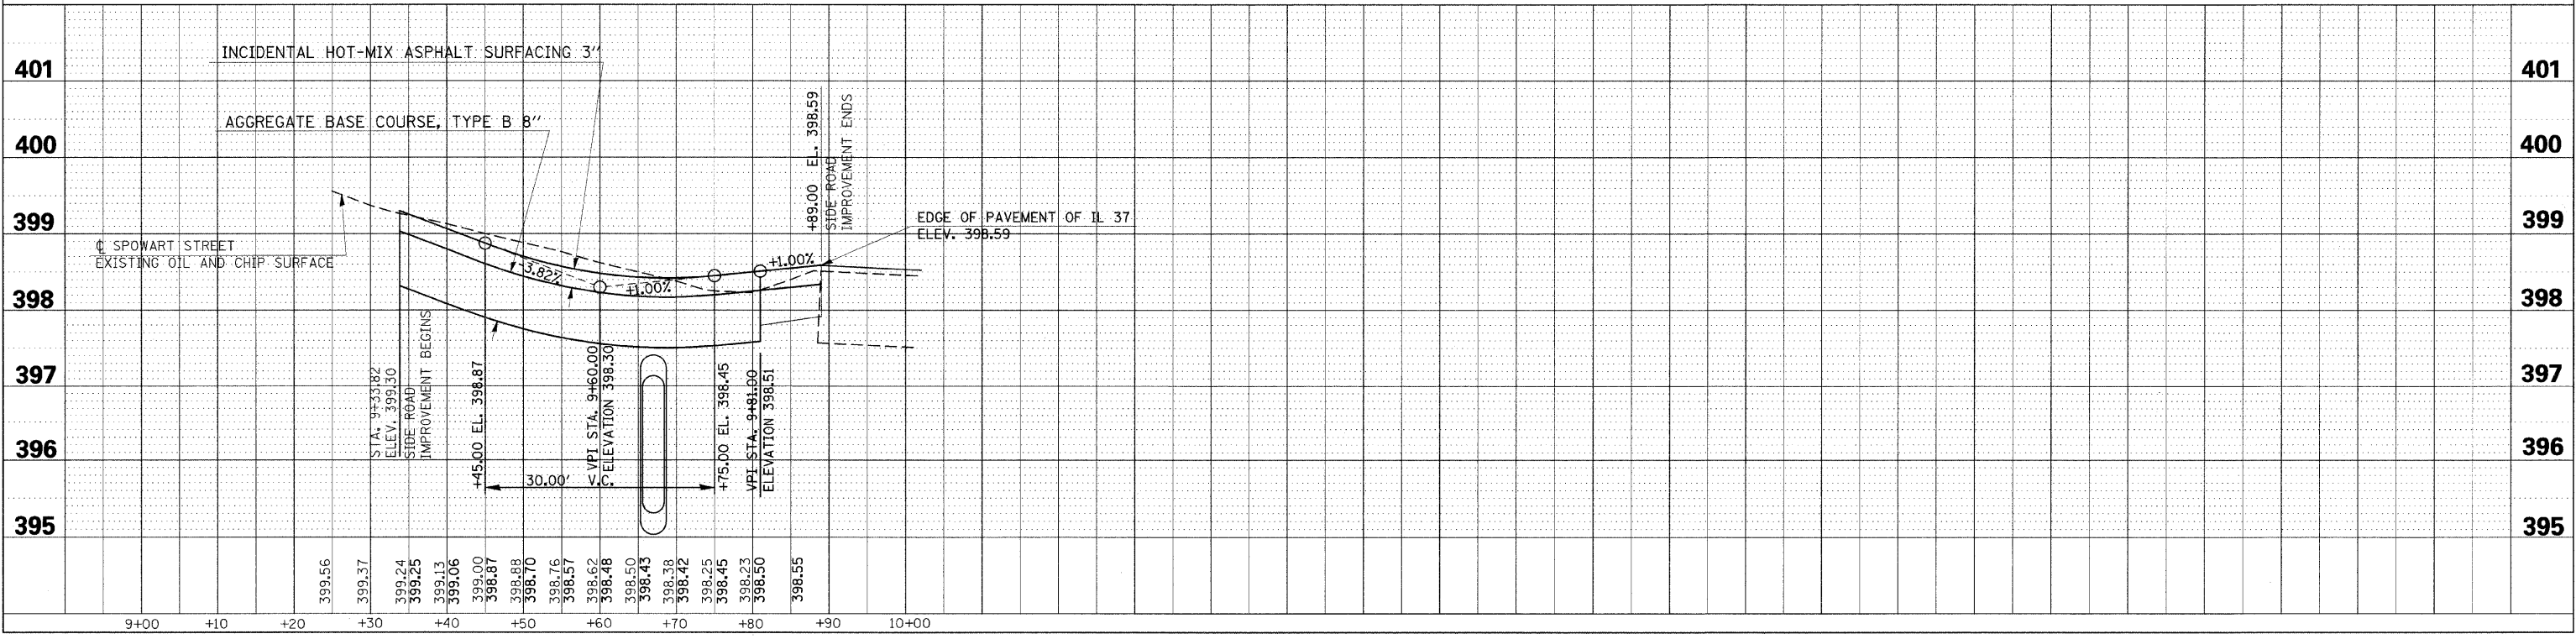 INCIDENTAL HOT-MIX ASPHALT SURFACING 3"
401
401
AGGREGATE BASE COURSE, TYPE B 8"
400
400
+89.00 EL. 398.59
SIDE ROAD
IMPROVEMENT ENDS
399
399
EDGE OF PAVEMENT OF IL 37
ELEV. 398.59
℄ SPOWART STREET
EXISTING OIL AND CHIP SURFACE
+1.00%
-3.82%
+1.00%
398
398
STA. 9+33.82
ELEV. 399.30
SIDE ROAD
IMPROVEMENT BEGINS
+45.00 EL. 398.87
VPI STA. 9+60.00
ELEVATION 398.30
+75.00 EL. 398.45
VPI STA. 9+81.00
ELEVATION 398.51
397
397
396
396
30.00' V.C.
395
395
399.56
399.37
399.24
399.25
399.13
399.06
399.00
398.87
398.88
398.70
398.76
398.57
398.62
398.48
398.50
398.43
398.38
398.42
398.25
398.45
398.23
398.50
398.55
9+00 +10 +20 +30 +40 +50 +60 +70 +80 +90 10+00